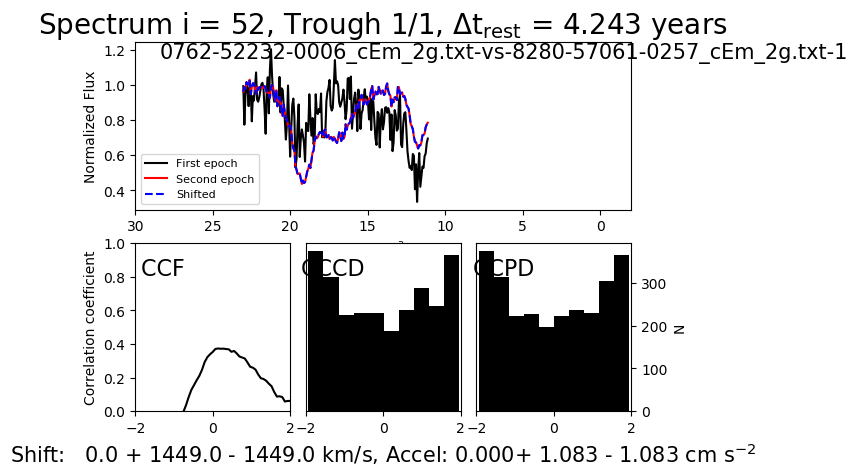 Spectrum i = 52, Trough 1/1, Δt_rest = 4.243 years
0762-52232-0006_cEm_2g.txt-vs-8280-57061-0257_cEm_2g.txt-1
Normalized Flux
1.2
1.0
0.8
0.6
0.4
First epoch
Second epoch
Shifted
30 25 20 15 10 5 0
Correlation coefficient
1.0
0.8
0.6
0.4
0.2
0.0
CCF
CCCD
CCPD
300
200
100
0
N
−2 0 2
−2 0 2
−2 0 2
Shift: 0.0 + 1449.0 - 1449.0 km/s, Accel: 0.000+ 1.083 - 1.083 cm s⁻²